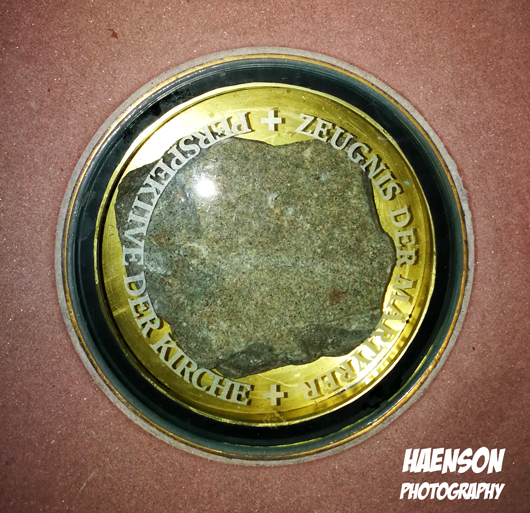 ✚ ZEUGNIS DER MÄRTYRER ✚ PERSPEKTIVE DER KIRCHE
HAENSON
PHOTOGRAPHY